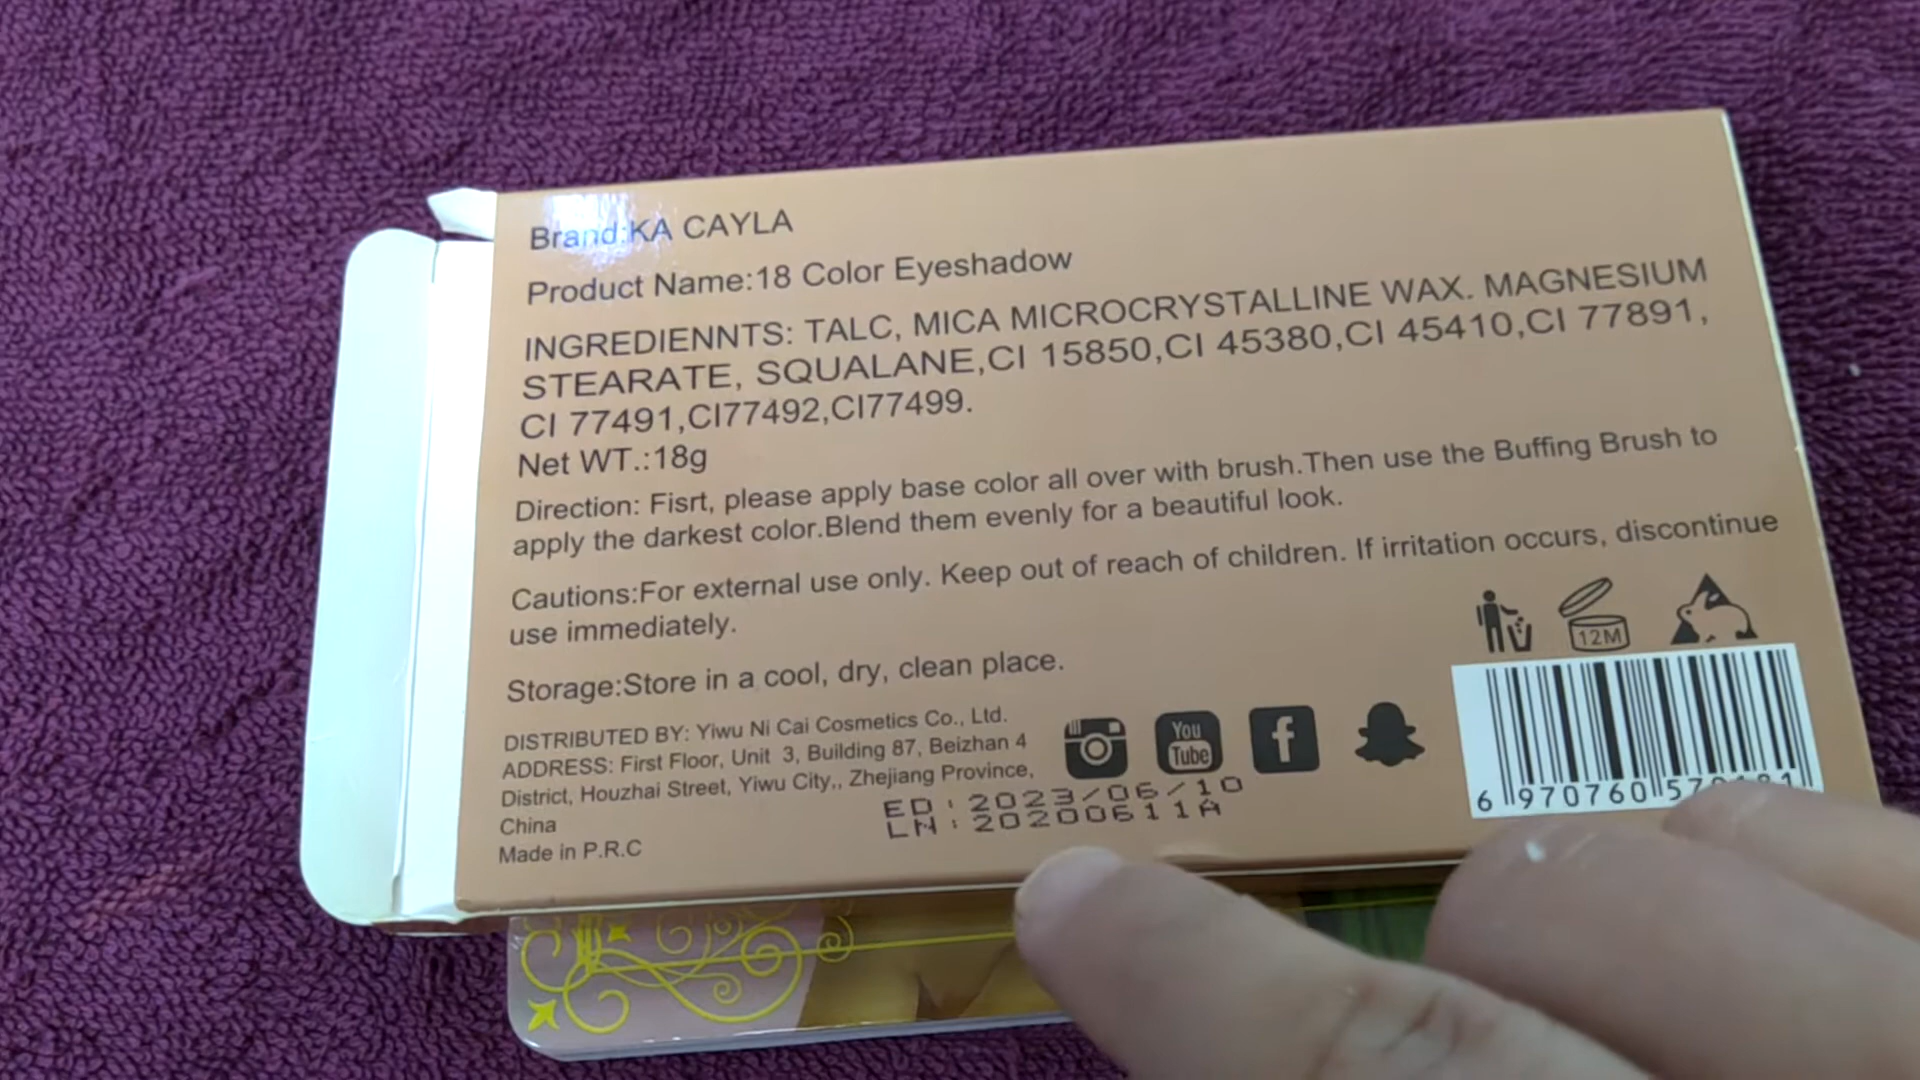 Brand:KA CAYLA
Product Name:18 Color Eyeshadow
INGREDIENNTS: TALC, MICA MICROCRYSTALLINE WAX. MAGNESIUM
STEARATE, SQUALANE,CI 15850,CI 45380,CI 45410,CI 77891,
CI 77491,CI77492,CI77499.
Net WT.:18g
Direction: Fisrt, please apply base color all over with brush.Then use the Buffing Brush to
apply the darkest color.Blend them evenly for a beautiful look.
Cautions:For external use only. Keep out of reach of children. If irritation occurs, discontinue
use immediately.
12M
Storage:Store in a cool, dry, clean place.
DISTRIBUTED BY: Yiwu Ni Cai Cosmetics Co., Ltd.
ADDRESS: First Floor, Unit 3, Building 87, Beizhan 4
District, Houzhai Street, Yiwu City,, Zhejiang Province,
China
Made in P.R.C
You
Tube
f
ED: 2023/06/10
LN: 20200611A
6 970760